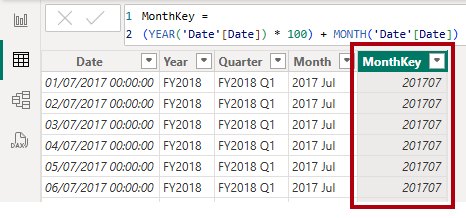 1 MonthKey =
2 (YEAR('Date'[Date]) * 100) + MONTH('Date'[Date])
Date Year Quarter Month MonthKey
01/07/2017 00:00:00 FY2018 FY2018 Q1 2017 Jul 201707
02/07/2017 00:00:00 FY2018 FY2018 Q1 2017 Jul 201707
03/07/2017 00:00:00 FY2018 FY2018 Q1 2017 Jul 201707
04/07/2017 00:00:00 FY2018 FY2018 Q1 2017 Jul 201707
05/07/2017 00:00:00 FY2018 FY2018 Q1 2017 Jul 201707
06/07/2017 00:00:00 FY2018 FY2018 Q1 2017 Jul 201707
DAX